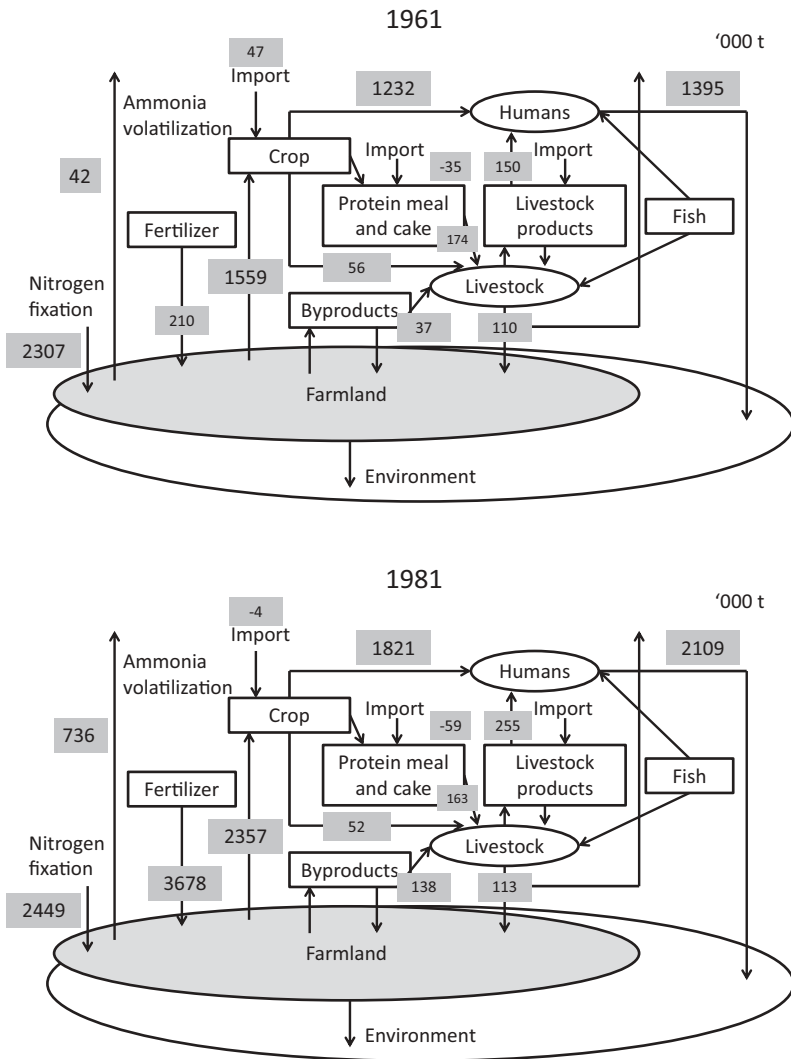 1961
'000 t
47
Import
1232
1395
Ammonia
volatilization
Humans
Crop
Import
-35
150
Import
42
Protein meal
and cake
Livestock
products
Fish
Fertilizer
174
1559
56
Livestock
Nitrogen
fixation
210
Byproducts
37
110
2307
Farmland
Environment
1981
'000 t
-4
Import
1821
2109
Ammonia
volatilization
Humans
Crop
Import
-59
255
Import
736
Protein meal
and cake
Livestock
products
Fish
Fertilizer
163
2357
52
Livestock
Nitrogen
fixation
3678
Byproducts
138
113
2449
Farmland
Environment